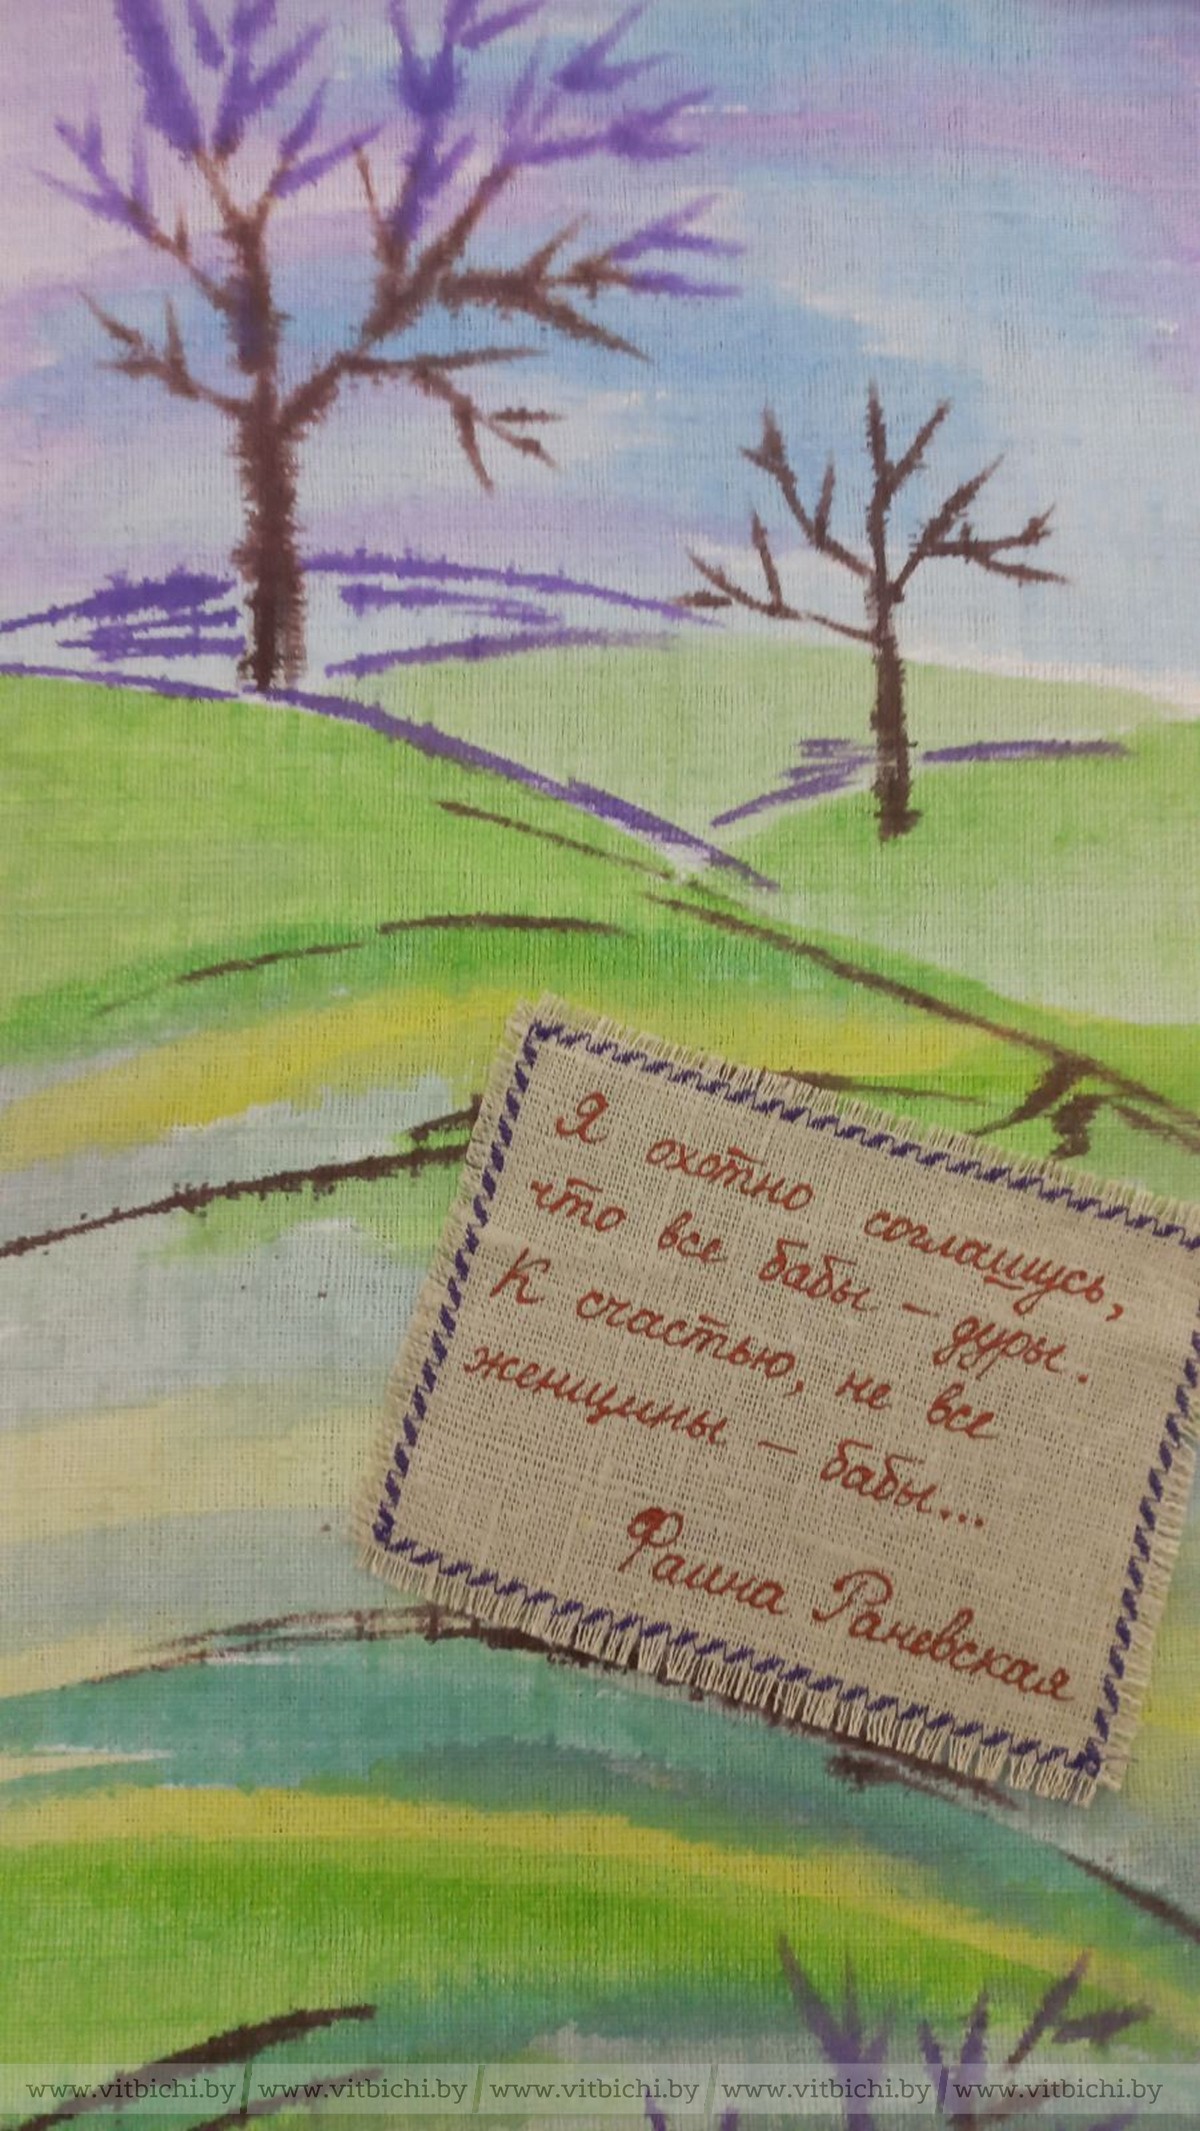 Я охотно соглашусь,
что все бабы – дуры.
К счастью, не все
женщины – бабы...
Фаина Раневская
www.vitbichi.by / www.vitbichi.by / www.vitbichi.by / www.vitbichi.by / www.vitbichi.by